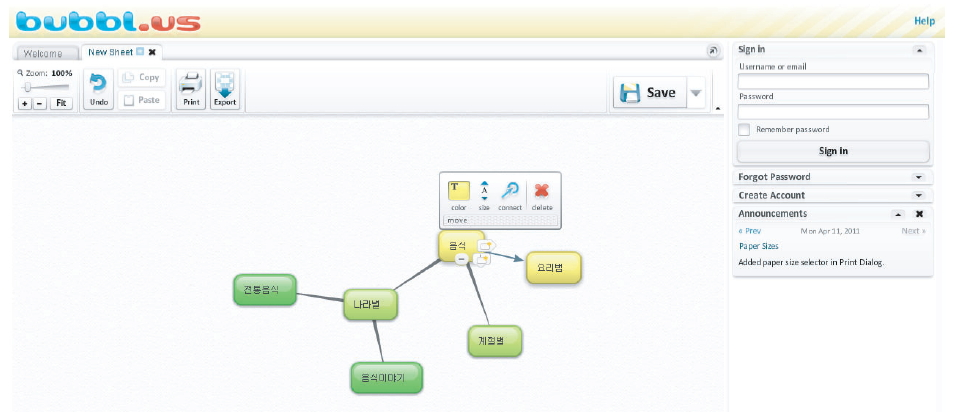 bubbl.us
Help
Welcome
New Sheet
Sign in
Zoom: 100%
Fit
Undo
Copy
Paste
Print
Export
Save
Username or email
Password
Remember password
Sign In
Forgot Password
Create Account
Announcements
« Prev
Mon Apr 11, 2011
Next »
Paper Sizes
Added paper size selector in Print Dialog.
T
A
color
size
connect
delete
move
음식
요리법
전통음식
나라별
계절별
음식이야기